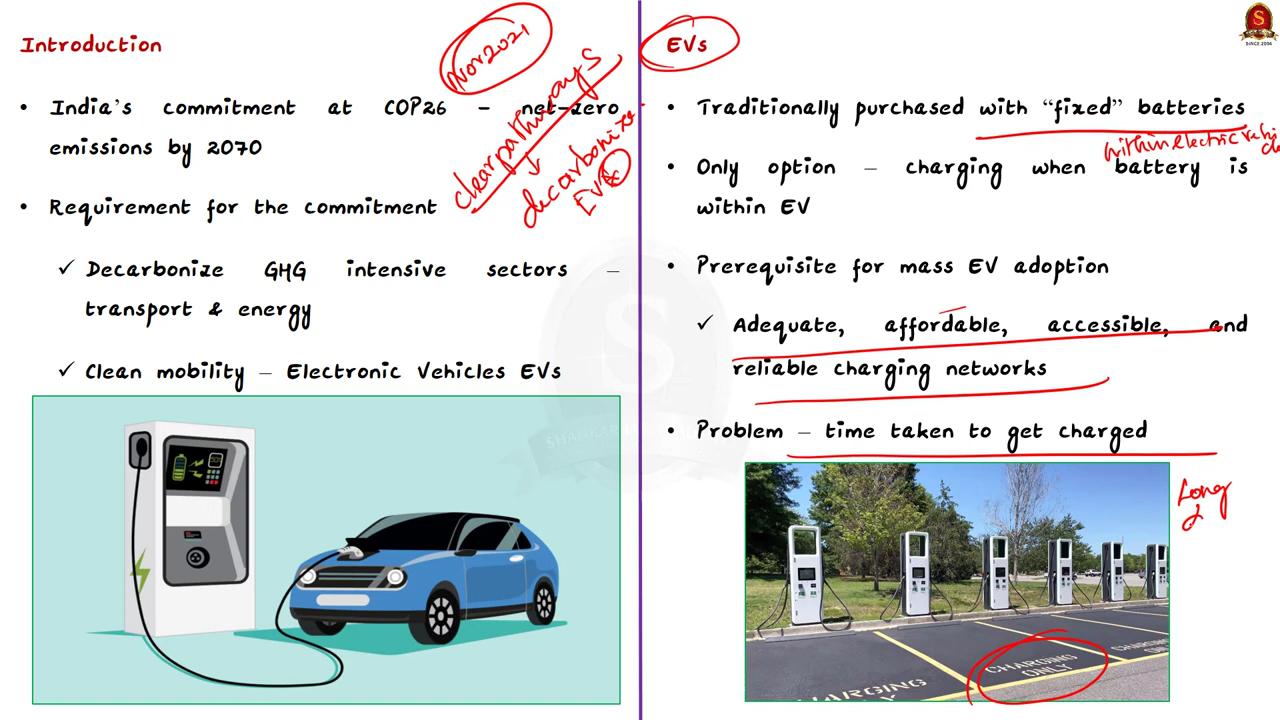 Introduction
Nov 2021
• India's commitment at COP26 – net-zero
emissions by 2070
clear pathways
decarbonize
EVs
• Requirement for the commitment
✓ Decarbonize GHG intensive sectors –
transport & energy
✓ Clean mobility – Electronic Vehicles EVs
EVs
• Traditionally purchased with “fixed” batteries
within electric vehicle
• Only option – charging when battery is
within EV
• Prerequisite for mass EV adoption
✓ Adequate, affordable, accessible, and
reliable charging networks
• Problem – time taken to get charged
Long
CHARGING
CHARGING
ONLY
CHARGING
ONLY
S
SINCE 2004